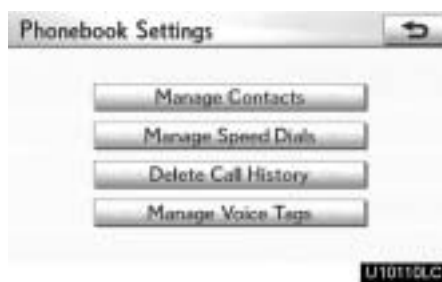 Phonebook Settings
Manage Contacts
Manage Speed Dials
Delete Call History
Manage Voice Tags
U10110LC